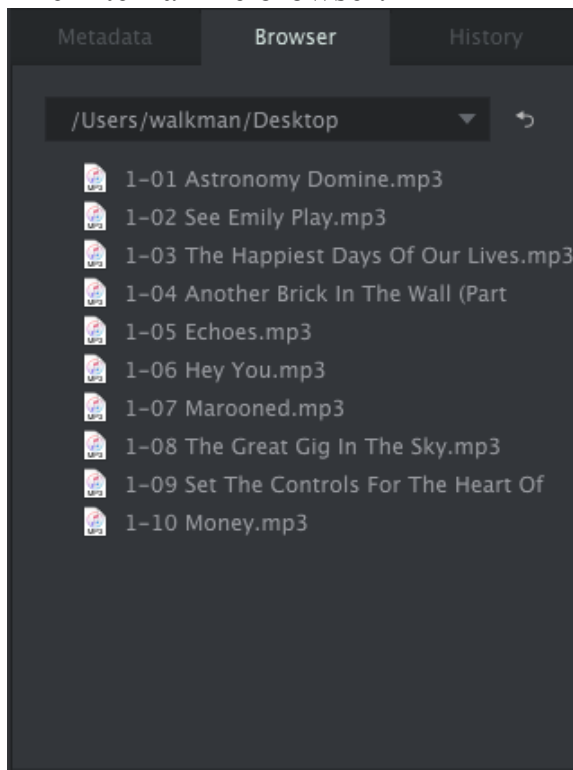 Metadata Browser History
/Users/walkman/Desktop
1-01 Astronomy Domine.mp3
1-02 See Emily Play.mp3
1-03 The Happiest Days Of Our Lives.mp3
1-04 Another Brick In The Wall (Part
1-05 Echoes.mp3
1-06 Hey You.mp3
1-07 Marooned.mp3
1-08 The Great Gig In The Sky.mp3
1-09 Set The Controls For The Heart Of
1-10 Money.mp3